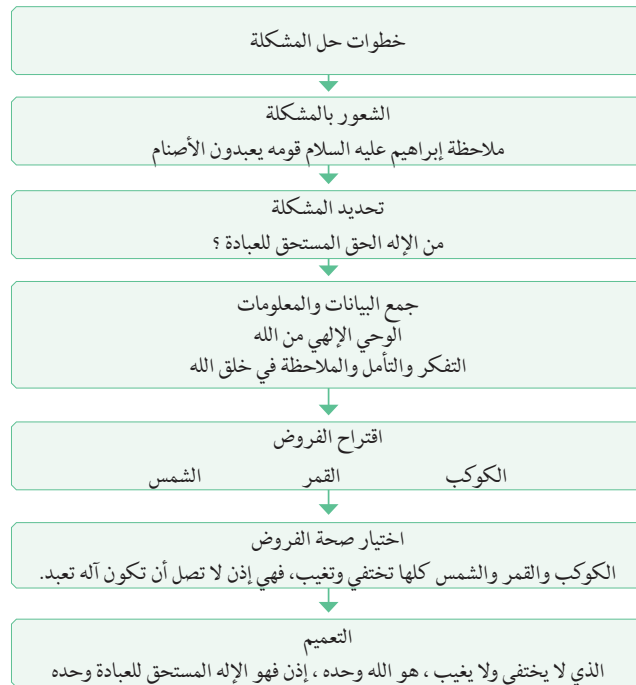 خطوات حل المشكلة
الشعور بالمشكلة
ملاحظة إبراهيم عليه السلام قومه يعبدون الأصنام
تحديد المشكلة
من الإله الحق المستحق للعبادة ؟
جمع البيانات والمعلومات
الوحي الإلهي من الله
التفكر والتأمل والملاحظة في خلق الله
اقتراح الفروض
الكوكب القمر الشمس
اختيار صحة الفروض
الكوكب والقمر والشمس كلها تختفي وتغيب، فهي إذن لا تصل أن تكون آله تعبد.
التعميم
الذي لا يختفي ولا يغيب ، هو الله وحده ، إذن فهو الإله المستحق للعبادة وحده